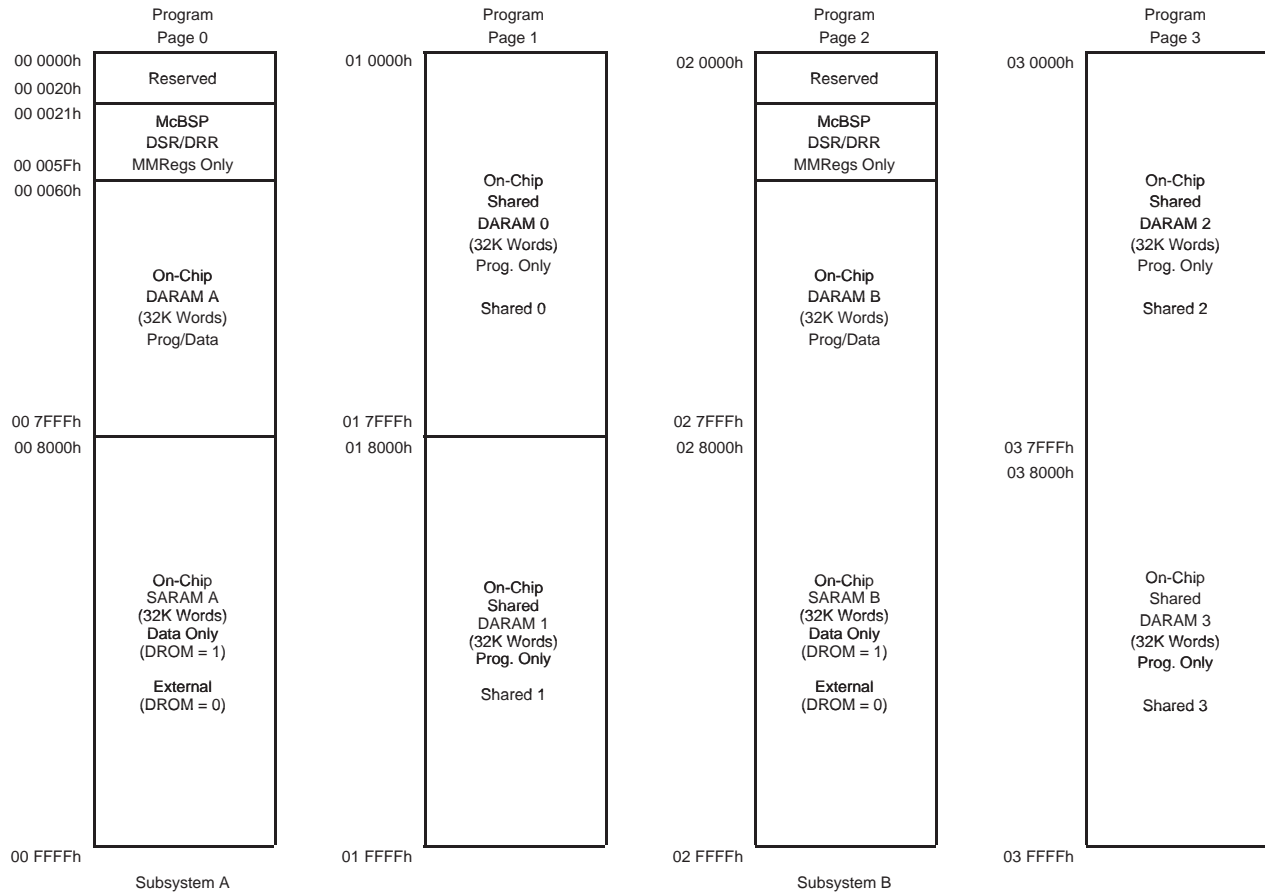 Program
Page 0
00 0000h
Reserved
00 0020h
00 0021h
McBSP
DSR/DRR
MMRegs Only
00 005Fh
00 0060h
On-Chip
DARAM A
(32K Words)
Prog/Data
00 7FFFh
00 8000h
On-Chip
SARAM A
(32K Words)
Data Only
(DROM = 1)
External
(DROM = 0)
00 FFFFh
Subsystem A
Program
Page 1
01 0000h
On-Chip
Shared
DARAM 0
(32K Words)
Prog. Only
Shared 0
01 7FFFh
01 8000h
On-Chip
Shared
DARAM 1
(32K Words)
Prog. Only
Shared 1
01 FFFFh
Program
Page 2
02 0000h
Reserved
McBSP
DSR/DRR
MMRegs Only
On-Chip
DARAM B
(32K Words)
Prog/Data
02 7FFFh
02 8000h
On-Chip
SARAM B
(32K Words)
Data Only
(DROM = 1)
External
(DROM = 0)
02 FFFFh
Subsystem B
Program
Page 3
03 0000h
On-Chip
Shared
DARAM 2
(32K Words)
Prog. Only
Shared 2
03 7FFFh
03 8000h
On-Chip
Shared
DARAM 3
(32K Words)
Prog. Only
Shared 3
03 FFFFh